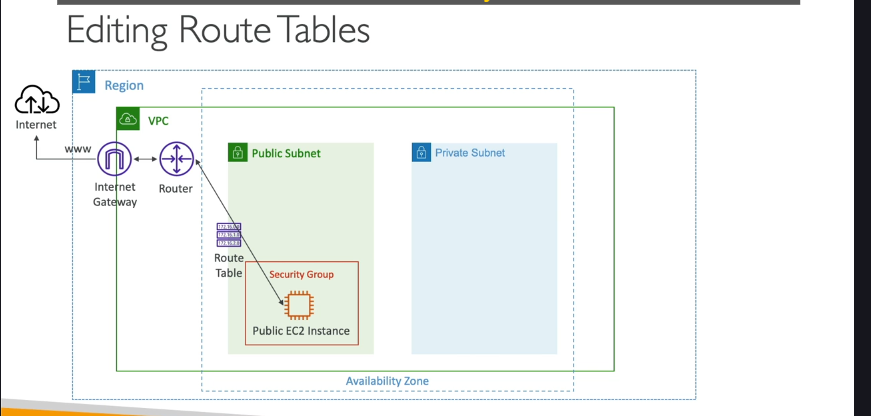 Editing Route Tables
Region
Internet
VPC
www
Public Subnet
Private Subnet
Internet
Gateway
Router
Route
Table
Security Group
Public EC2 Instance
Availability Zone